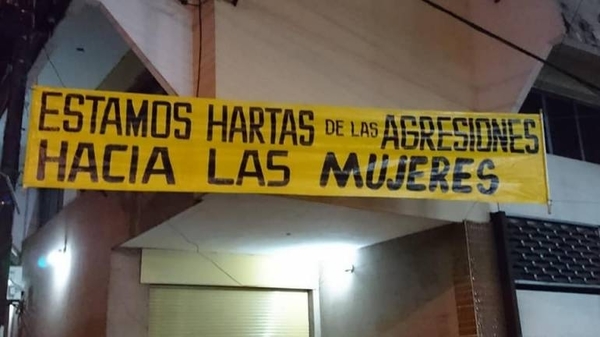 ESTAMOS HARTAS DE LAS AGRESIONES
HACIA LAS MUJERES